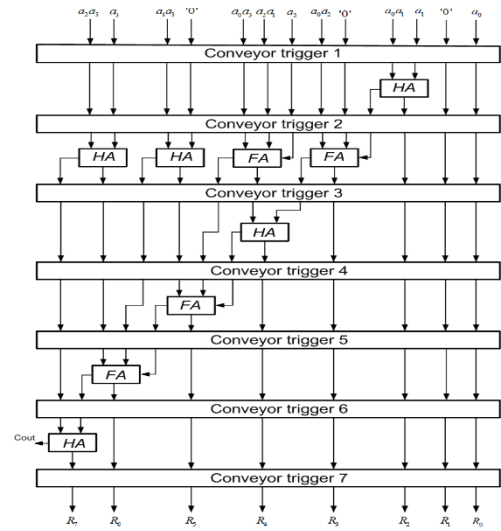 a₂a₃ a₃ a₁a₃ '0' a₀a₃ a₂a₁ a₂ a₀a₂ '0' a₀a₁ a₁ '0' a₀
Conveyor trigger 1
HA
Conveyor trigger 2
HA HA FA FA
Conveyor trigger 3
HA
Conveyor trigger 4
FA
Conveyor trigger 5
FA
Conveyor trigger 6
Cout HA
Conveyor trigger 7
R₇ R₆ R₅ R₄ R₃ R₂ R₁ R₀